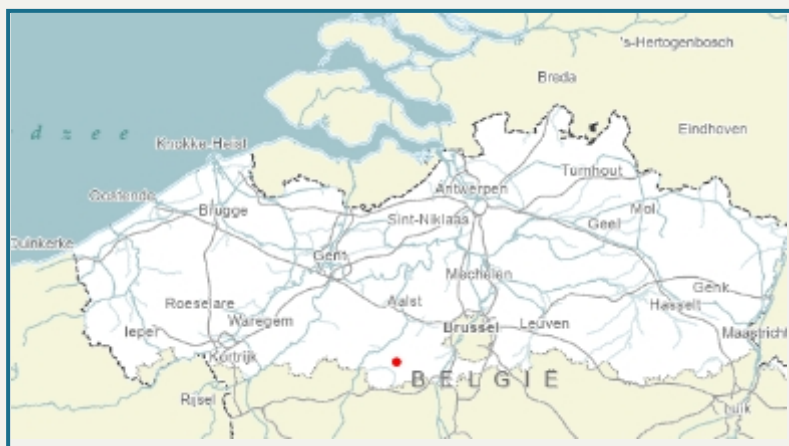 's-Hertogenbosch
Breda
d z e e
Eindhoven
Knokke-Heist
Turnhout
Antwerpen
Oostende
Mol
Brugge
Sint-Niklaas
Geel
Duinkerke
Gent
Mechelen
Genk
Roeselare
Aalst
Hasselt
Waregem
Brussel
Leuven
Ieper
Maastricht
Kortrijk
BELGIË
Rijsel
Luik